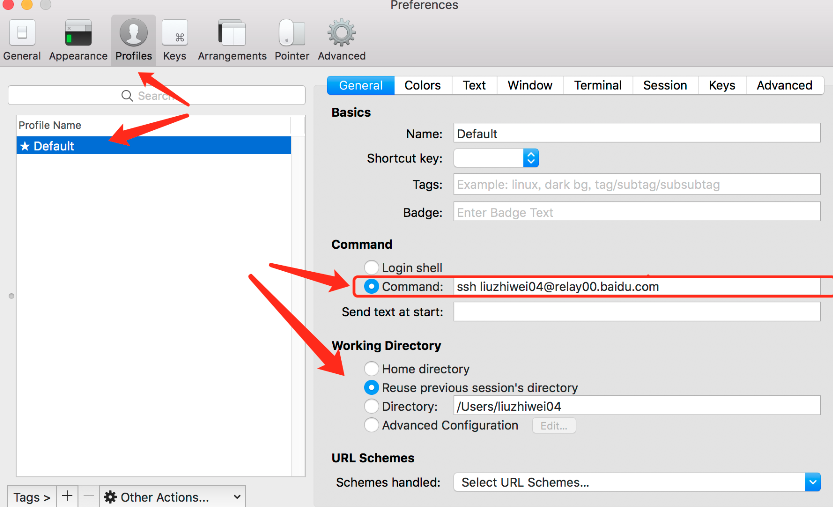 Preferences
General Appearance Profiles Keys Arrangements Pointer Advanced
Search
Profile Name
★ Default
Tags > + − Other Actions...
General Colors Text Window Terminal Session Keys Advanced
Basics
Name: Default
Shortcut key:
Tags: Example: linux, dark bg, tag/subtag/subsubtag
Badge: Enter Badge Text
Command
Login shell
Command: ssh liuzhiwei04@relay00.baidu.com
Send text at start:
Working Directory
Home directory
Reuse previous session's directory
Directory: /Users/liuzhiwei04
Advanced Configuration Edit...
URL Schemes
Schemes handled: Select URL Schemes...